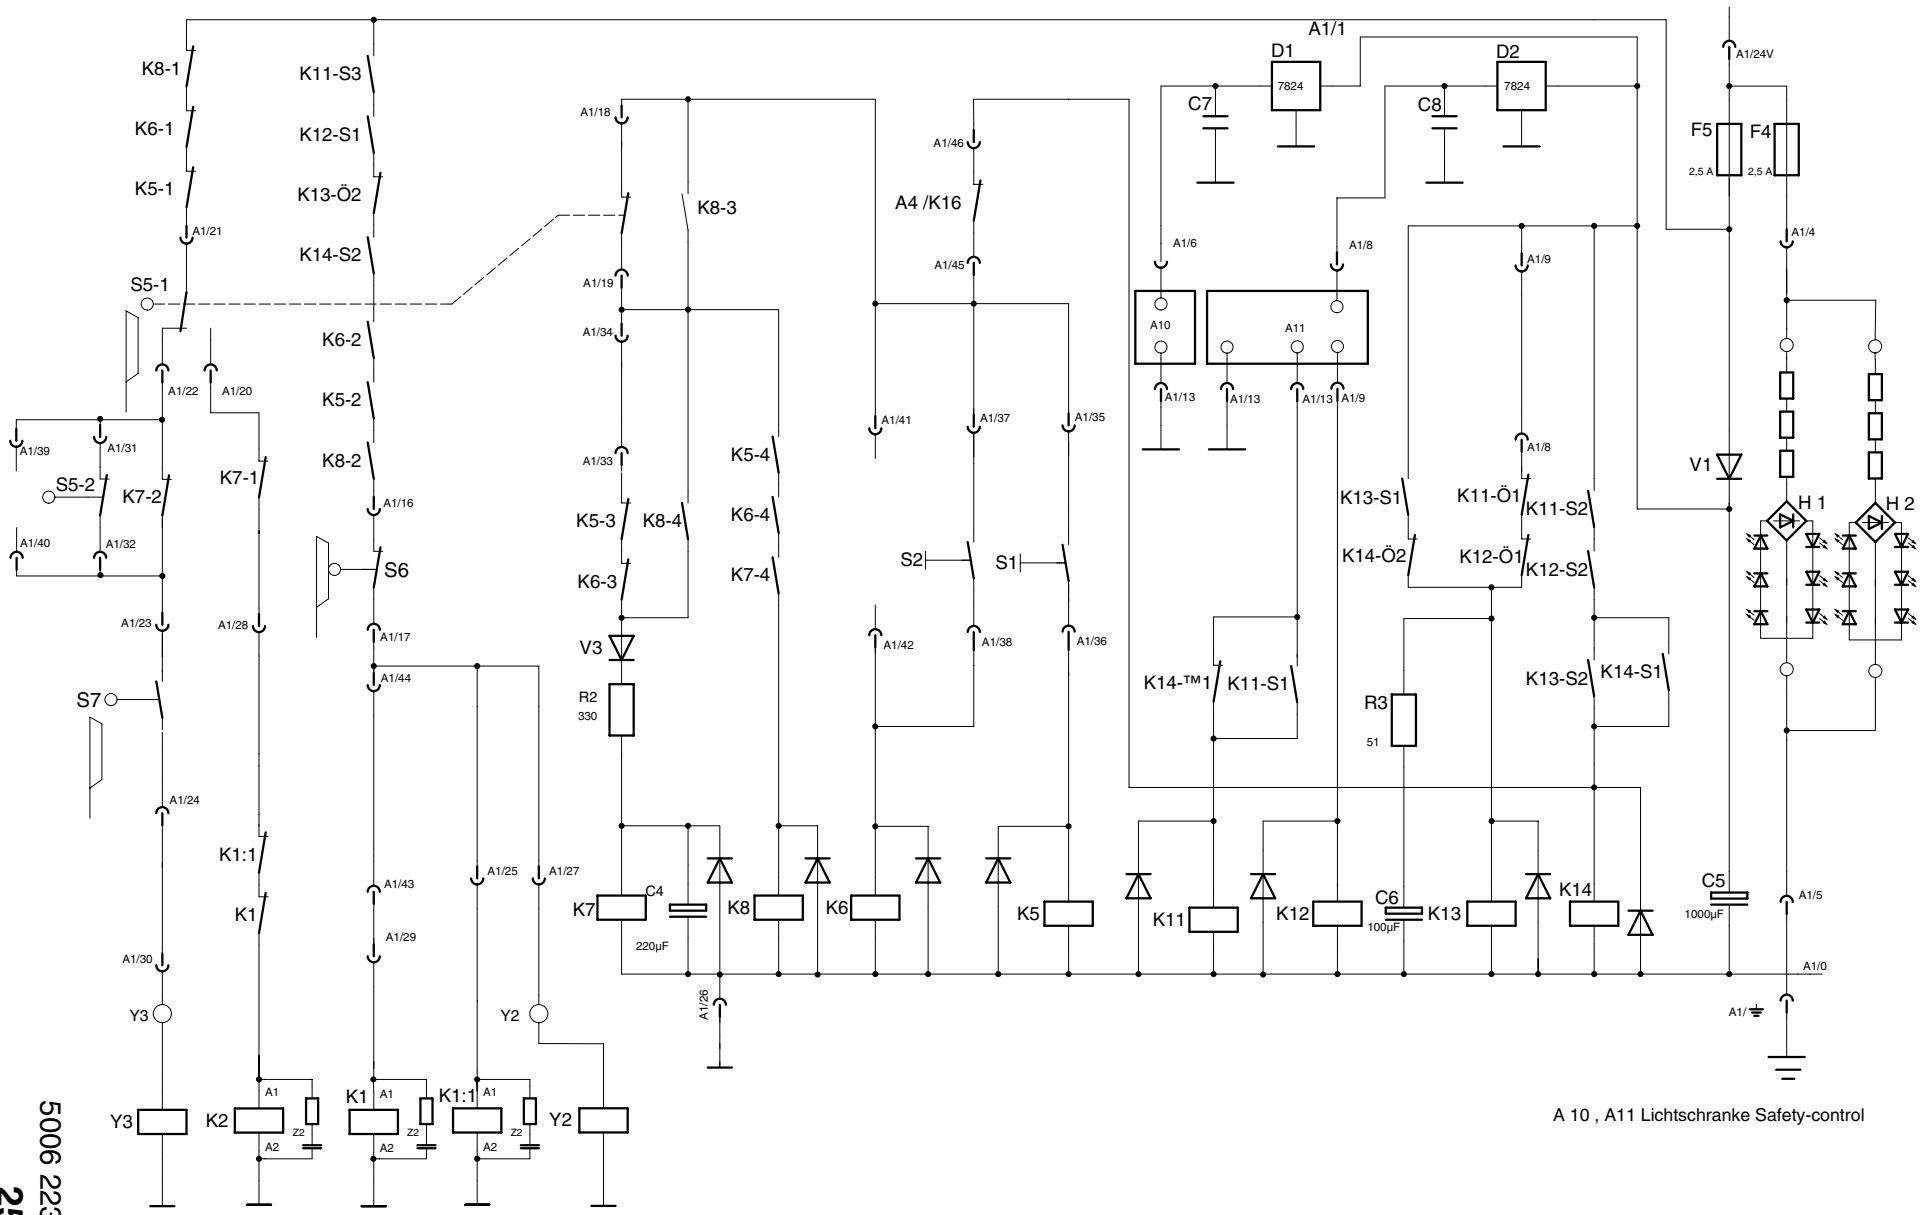 A1/1
K8-1
K11-S3
D1
D2
A1/24V
7824
7824
C7
C8
A1/18
K6-1
K12-S1
A1/46
F5
F4
2,5 A
2,5 A
K5-1
K13-Ö2
K8-3
A4 /K16
A1/21
K14-S2
A1/6
A1/8
A1/9
A1/4
A1/45
S5-1
A1/19
A10
A11
K6-2
A1/34
A1/22
A1/20
K5-2
A1/13
A1/13
A1/13
A1/9
A1/39
A1/31
A1/41
A1/37
A1/35
A1/8
K8-2
A1/33
K5-4
V1
S5-2
K7-2
K7-1
A1/16
K13-S1
K11-Ö1
K11-S2
H 1
H 2
K5-3
K8-4
K6-4
A1/40
A1/32
S6
S2
S1
K14-Ö2
K12-Ö1
K12-S2
K6-3
K7-4
A1/23
A1/28
A1/17
A1/42
A1/38
A1/36
V3
A1/44
K14-™1
K11-S1
K13-S2
K14-S1
S7
R2
330
R3
51
A1/24
K1:1
A1/43
A1/25
A1/27
K1
K7
C4
220µF
K8
K6
K5
K11
K12
C6
100µF
K13
K14
C5
1000µF
A1/5
A1/29
A1/30
A1/0
A1/26
A1/
Y3
Y2
Y3
K2
A1
A2
Z2
K1
A1
A2
Z2
K1:1
A1
A2
Z2
Y2
A 10 , A11 Lichtschranke Safety-control
5006 223